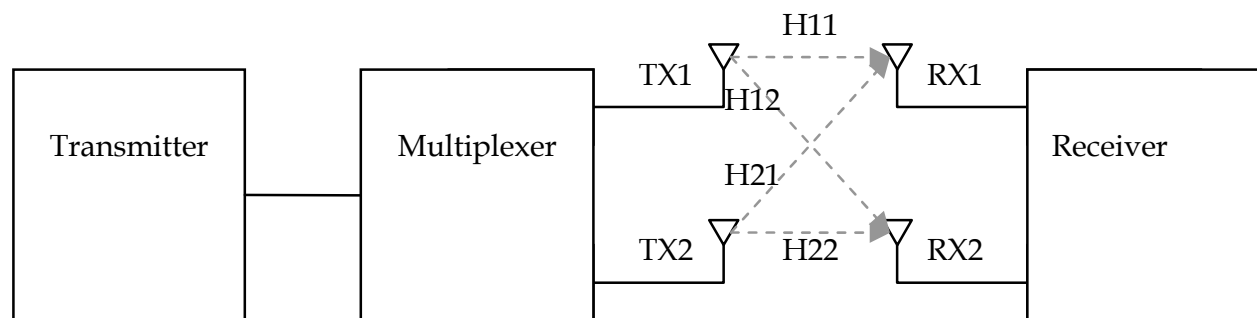 H11
TX1
RX1
H12
Transmitter
Multiplexer
Receiver
H21
TX2
H22
RX2